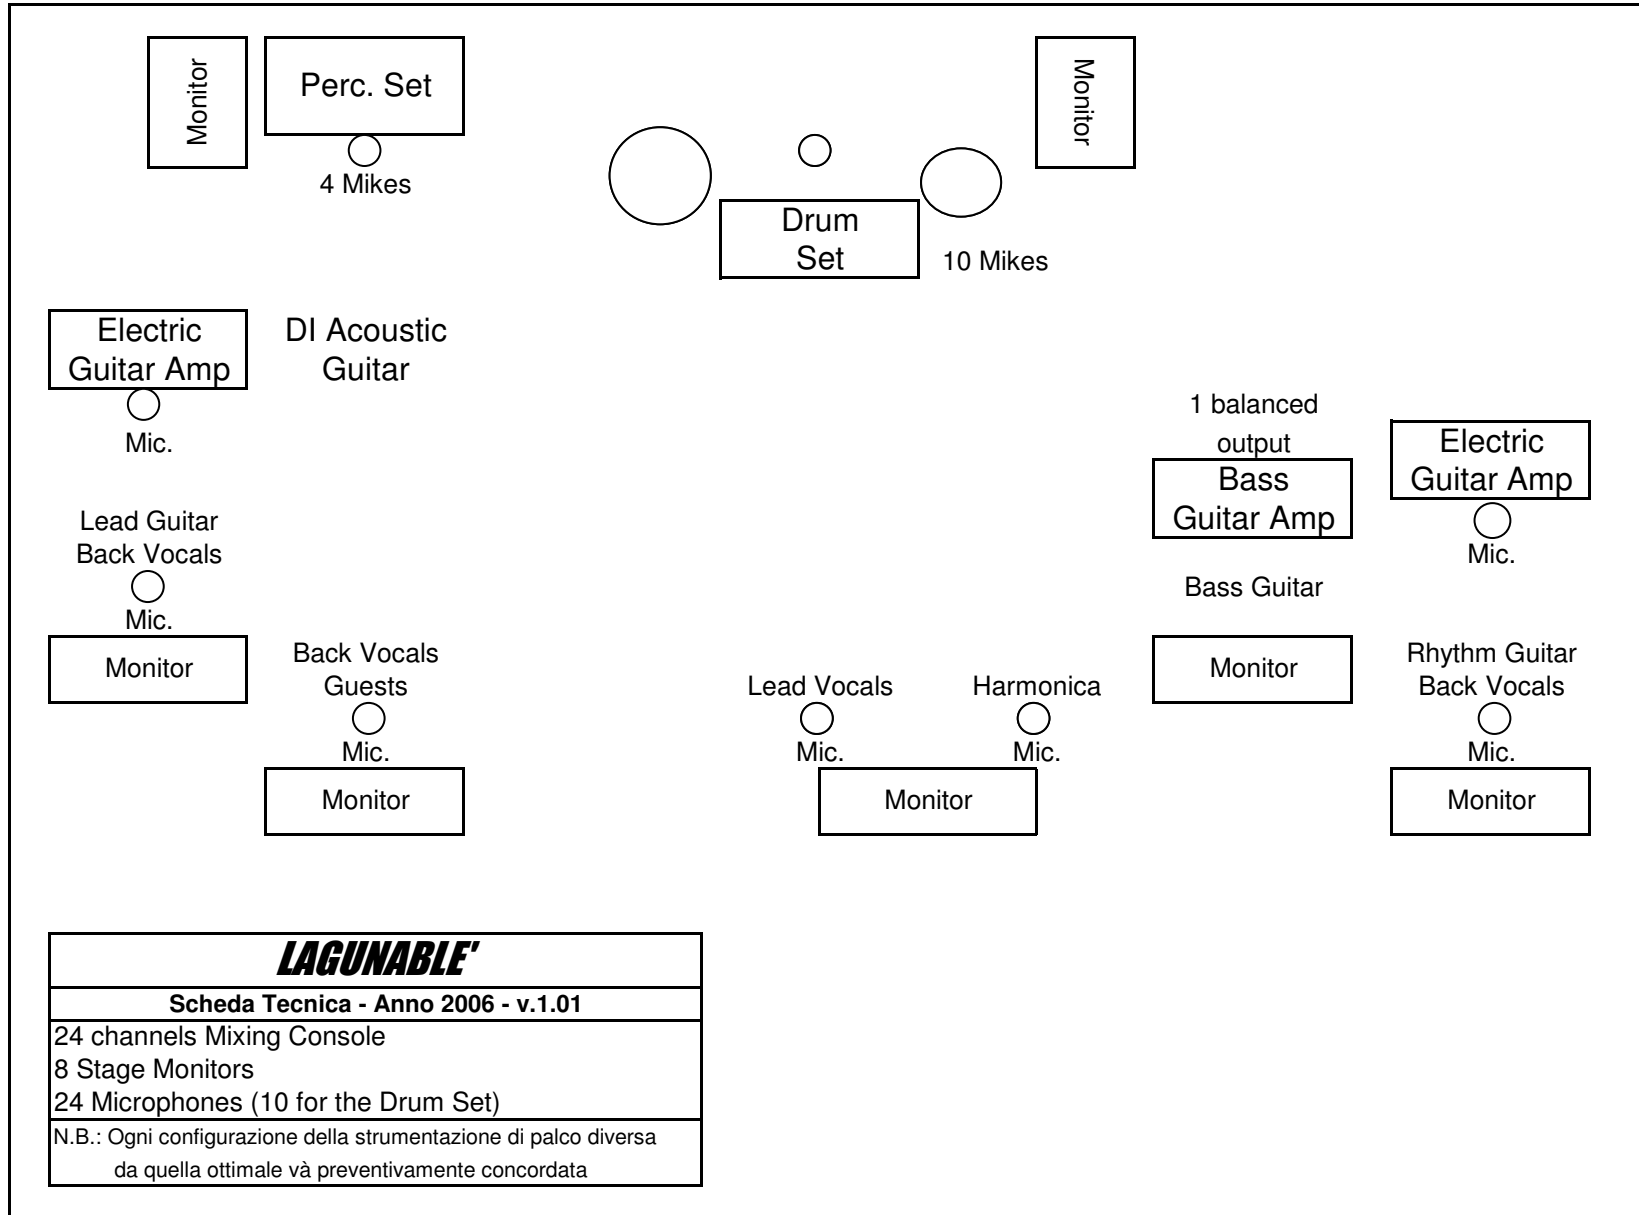 Monitor
Perc. Set
4 Mikes
Monitor
Drum
Set
10 Mikes
Electric
Guitar Amp
Mic.
DI Acoustic
Guitar
1 balanced
output
Bass
Guitar Amp
Bass Guitar
Monitor
Electric
Guitar Amp
Mic.
Lead Guitar
Back Vocals
Mic.
Monitor
Back Vocals
Guests
Mic.
Monitor
Lead Vocals
Mic.
Harmonica
Mic.
Monitor
Rhythm Guitar
Back Vocals
Mic.
Monitor
LAGUNABLE'
Scheda Tecnica - Anno 2006 - v.1.01
24 channels Mixing Console
8 Stage Monitors
24 Microphones (10 for the Drum Set)
N.B.: Ogni configurazione della strumentazione di palco diversa
da quella ottimale và preventivamente concordata